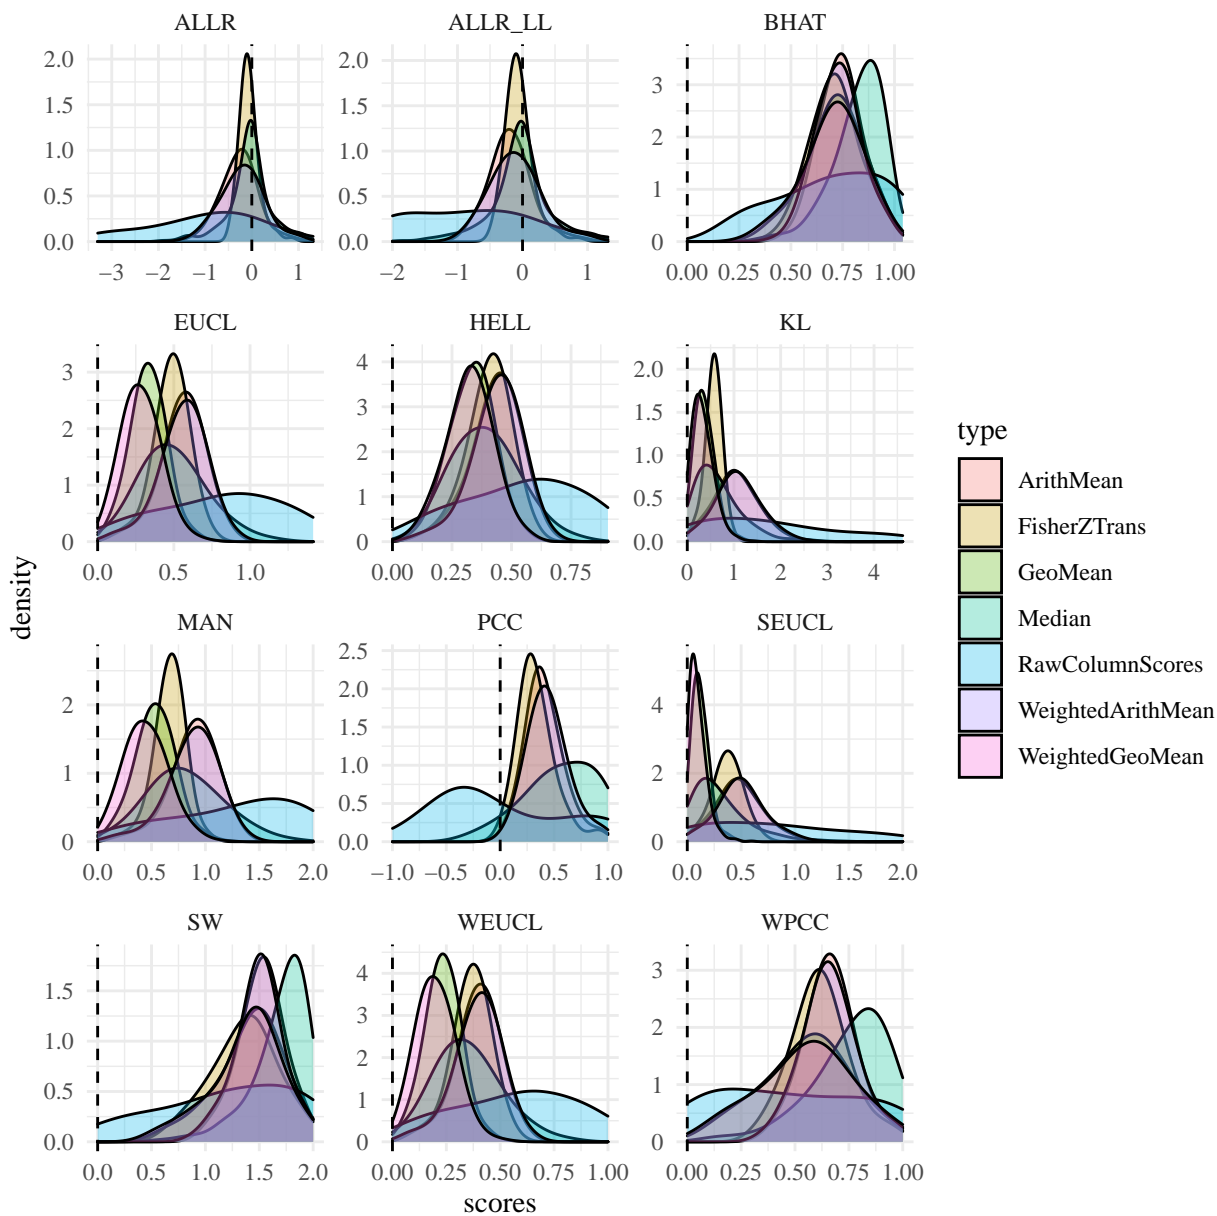 ALLR ALLR_LL BHAT
2.0 2.0
1.5 1.5 3
1.0 1.0 2
0.5 0.5 1
0.0 0.0 0
−3 −2 −1 0 1 −2 −1 0 1 0.00 0.25 0.50 0.75 1.00
EUCL HELL KL
3 4 2.0
2 3 1.5
1 2 1.0
0 1 0.5
0 0.0
0.0 0.5 1.0 0.00 0.25 0.50 0.75 0 1 2 3 4
MAN PCC SEUCL
2 2.5 4
1 2.0 2
0 1.5 0
1.0
0.5
0.0
0.0 0.5 1.0 1.5 2.0 −1.0 −0.5 0.0 0.5 1.0 0.0 0.5 1.0 1.5 2.0
SW WEUCL WPCC
1.5 4 3
1.0 3 2
0.5 2 1
0.0 1 0
0
0.0 0.5 1.0 1.5 2.0 0.00 0.25 0.50 0.75 1.00 0.00 0.25 0.50 0.75 1.00
scores
density
type
ArithMean
FisherZTrans
GeoMean
Median
RawColumnScores
WeightedArithMean
WeightedGeoMean